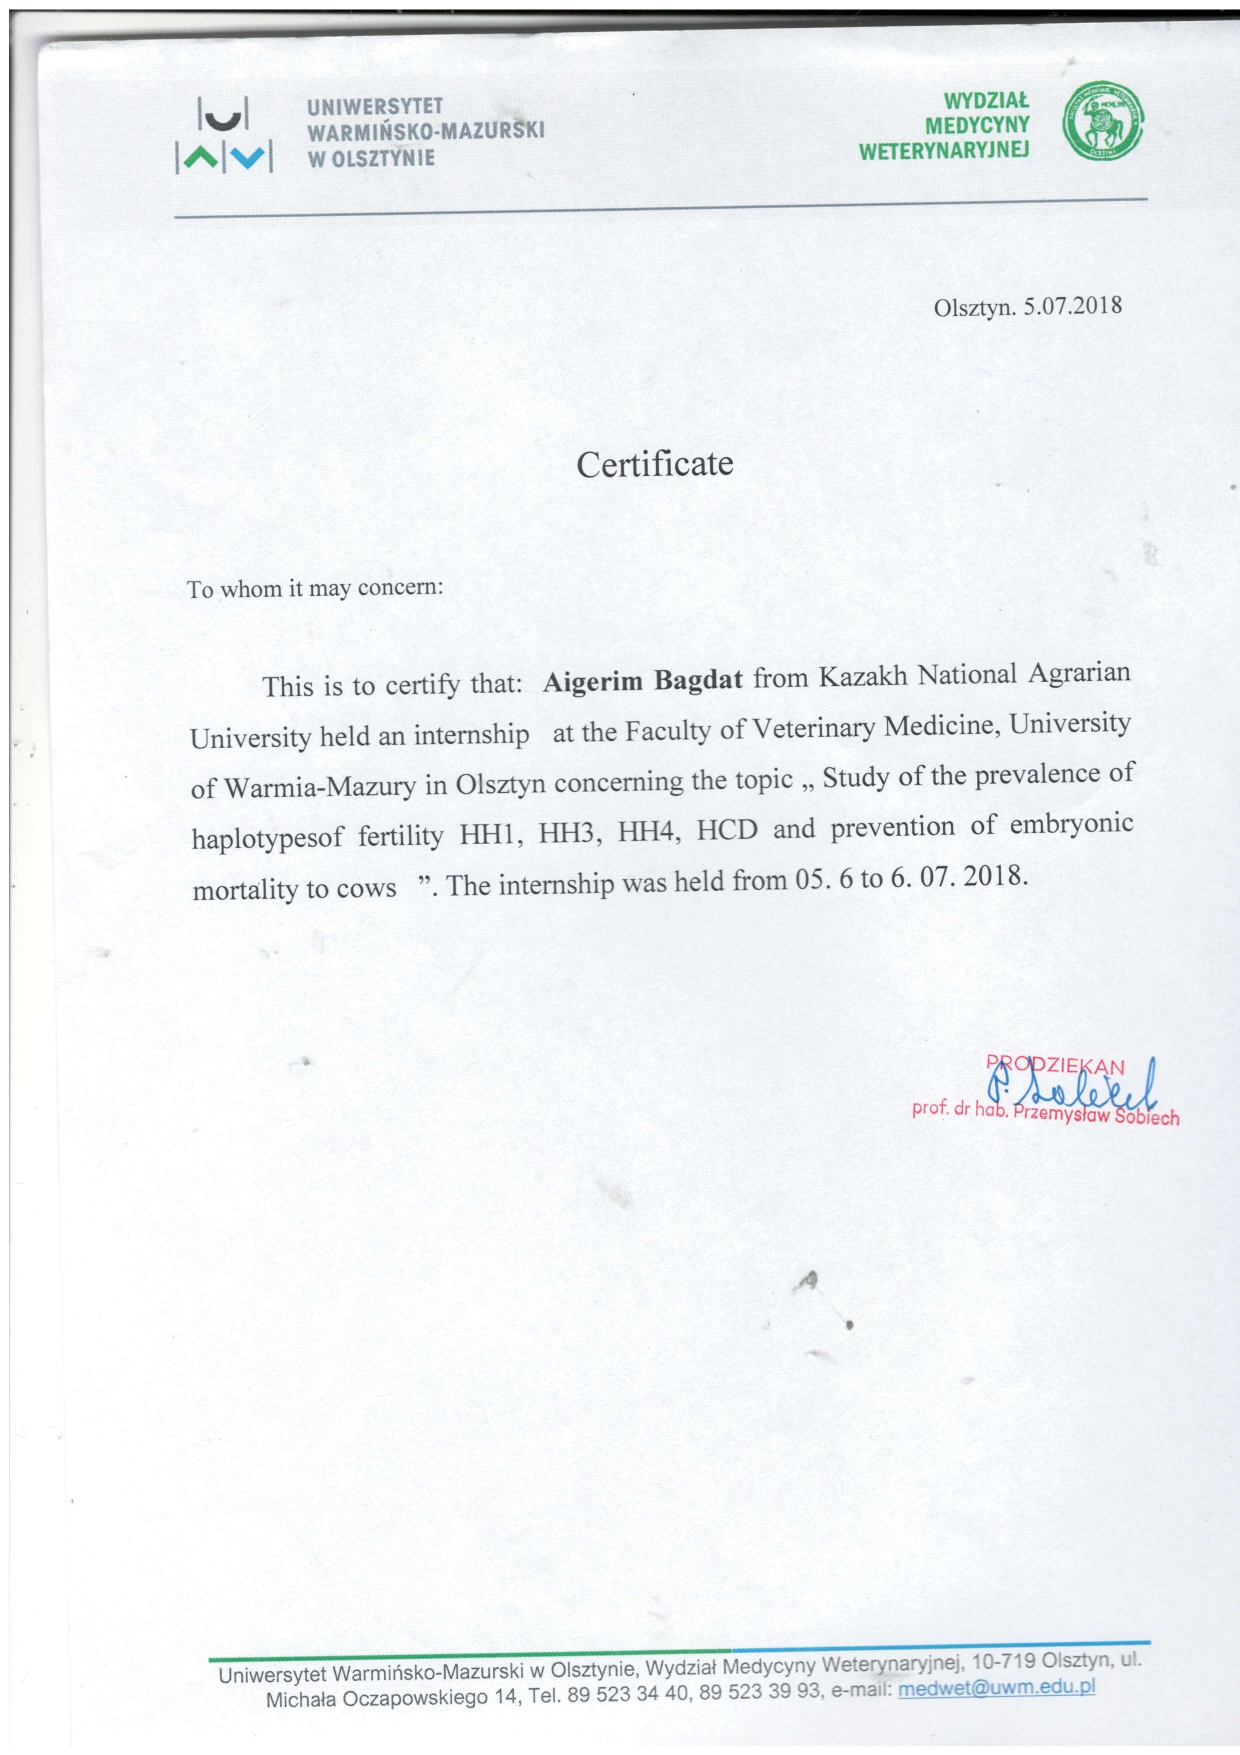 UNIWERSYTET
WARMIŃSKO-MAZURSKI
W OLSZTYNIE
WYDZIAŁ
MEDYCYNY
WETERYNARYJNEJ
Olsztyn. 5.07.2018
Certificate
To whom it may concern:
This is to certify that: Aigerim Bagdat from Kazakh National Agrarian
University held an internship at the Faculty of Veterinary Medicine, University
of Warmia-Mazury in Olsztyn concerning the topic „ Study of the prevalence of
haplotypesof fertility HH1, HH3, HH4, HCD and prevention of embryonic
mortality to cows ”. The internship was held from 05. 6 to 6. 07. 2018.
PRODZIEKAN
P. Sobiech
prof. dr hab. Przemysław Sobiech
Uniwersytet Warmińsko-Mazurski w Olsztynie, Wydział Medycyny Weterynaryjnej, 10-719 Olsztyn, ul.
Michała Oczapowskiego 14, Tel. 89 523 34 40, 89 523 39 93, e-mail: medwet@uwm.edu.pl